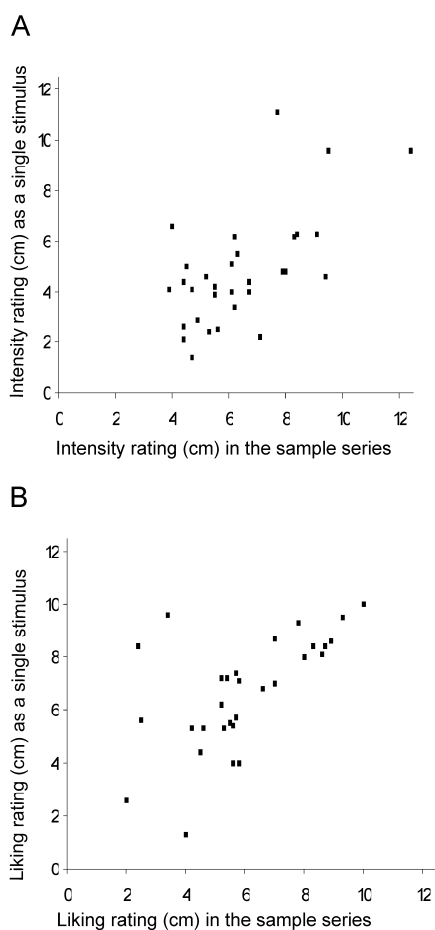 A
Intensity rating (cm) as a single stimulus
12
10
8
6
4
2
0
0 2 4 6 8 10 12
Intensity rating (cm) in the sample series
B
Liking rating (cm) as a single stimulus
12
10
8
6
4
2
0
0 2 4 6 8 10 12
Liking rating (cm) in the sample series